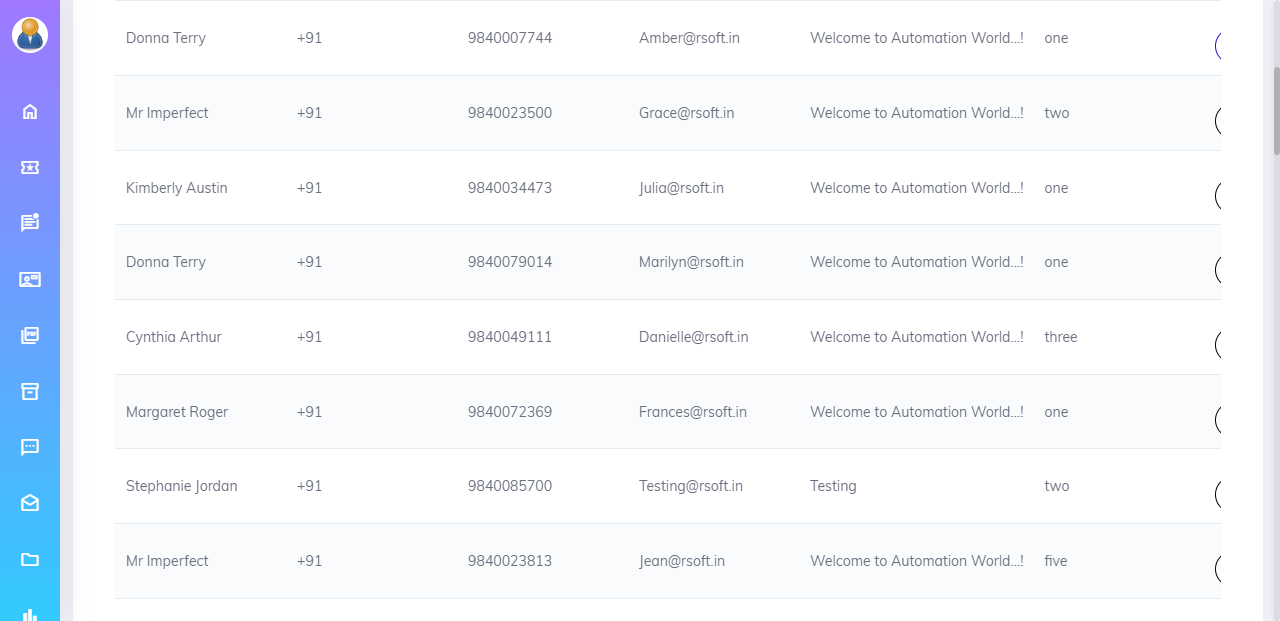 Donna Terry +91 9840007744 Amber@rsoft.in Welcome to Automation World...! one
Mr Imperfect +91 9840023500 Grace@rsoft.in Welcome to Automation World...! two
Kimberly Austin +91 9840034473 Julia@rsoft.in Welcome to Automation World...! one
Donna Terry +91 9840079014 Marilyn@rsoft.in Welcome to Automation World...! one
Cynthia Arthur +91 9840049111 Danielle@rsoft.in Welcome to Automation World...! three
Margaret Roger +91 9840072369 Frances@rsoft.in Welcome to Automation World...! one
Stephanie Jordan +91 9840085700 Testing@rsoft.in Testing two
Mr Imperfect +91 9840023813 Jean@rsoft.in Welcome to Automation World...! five